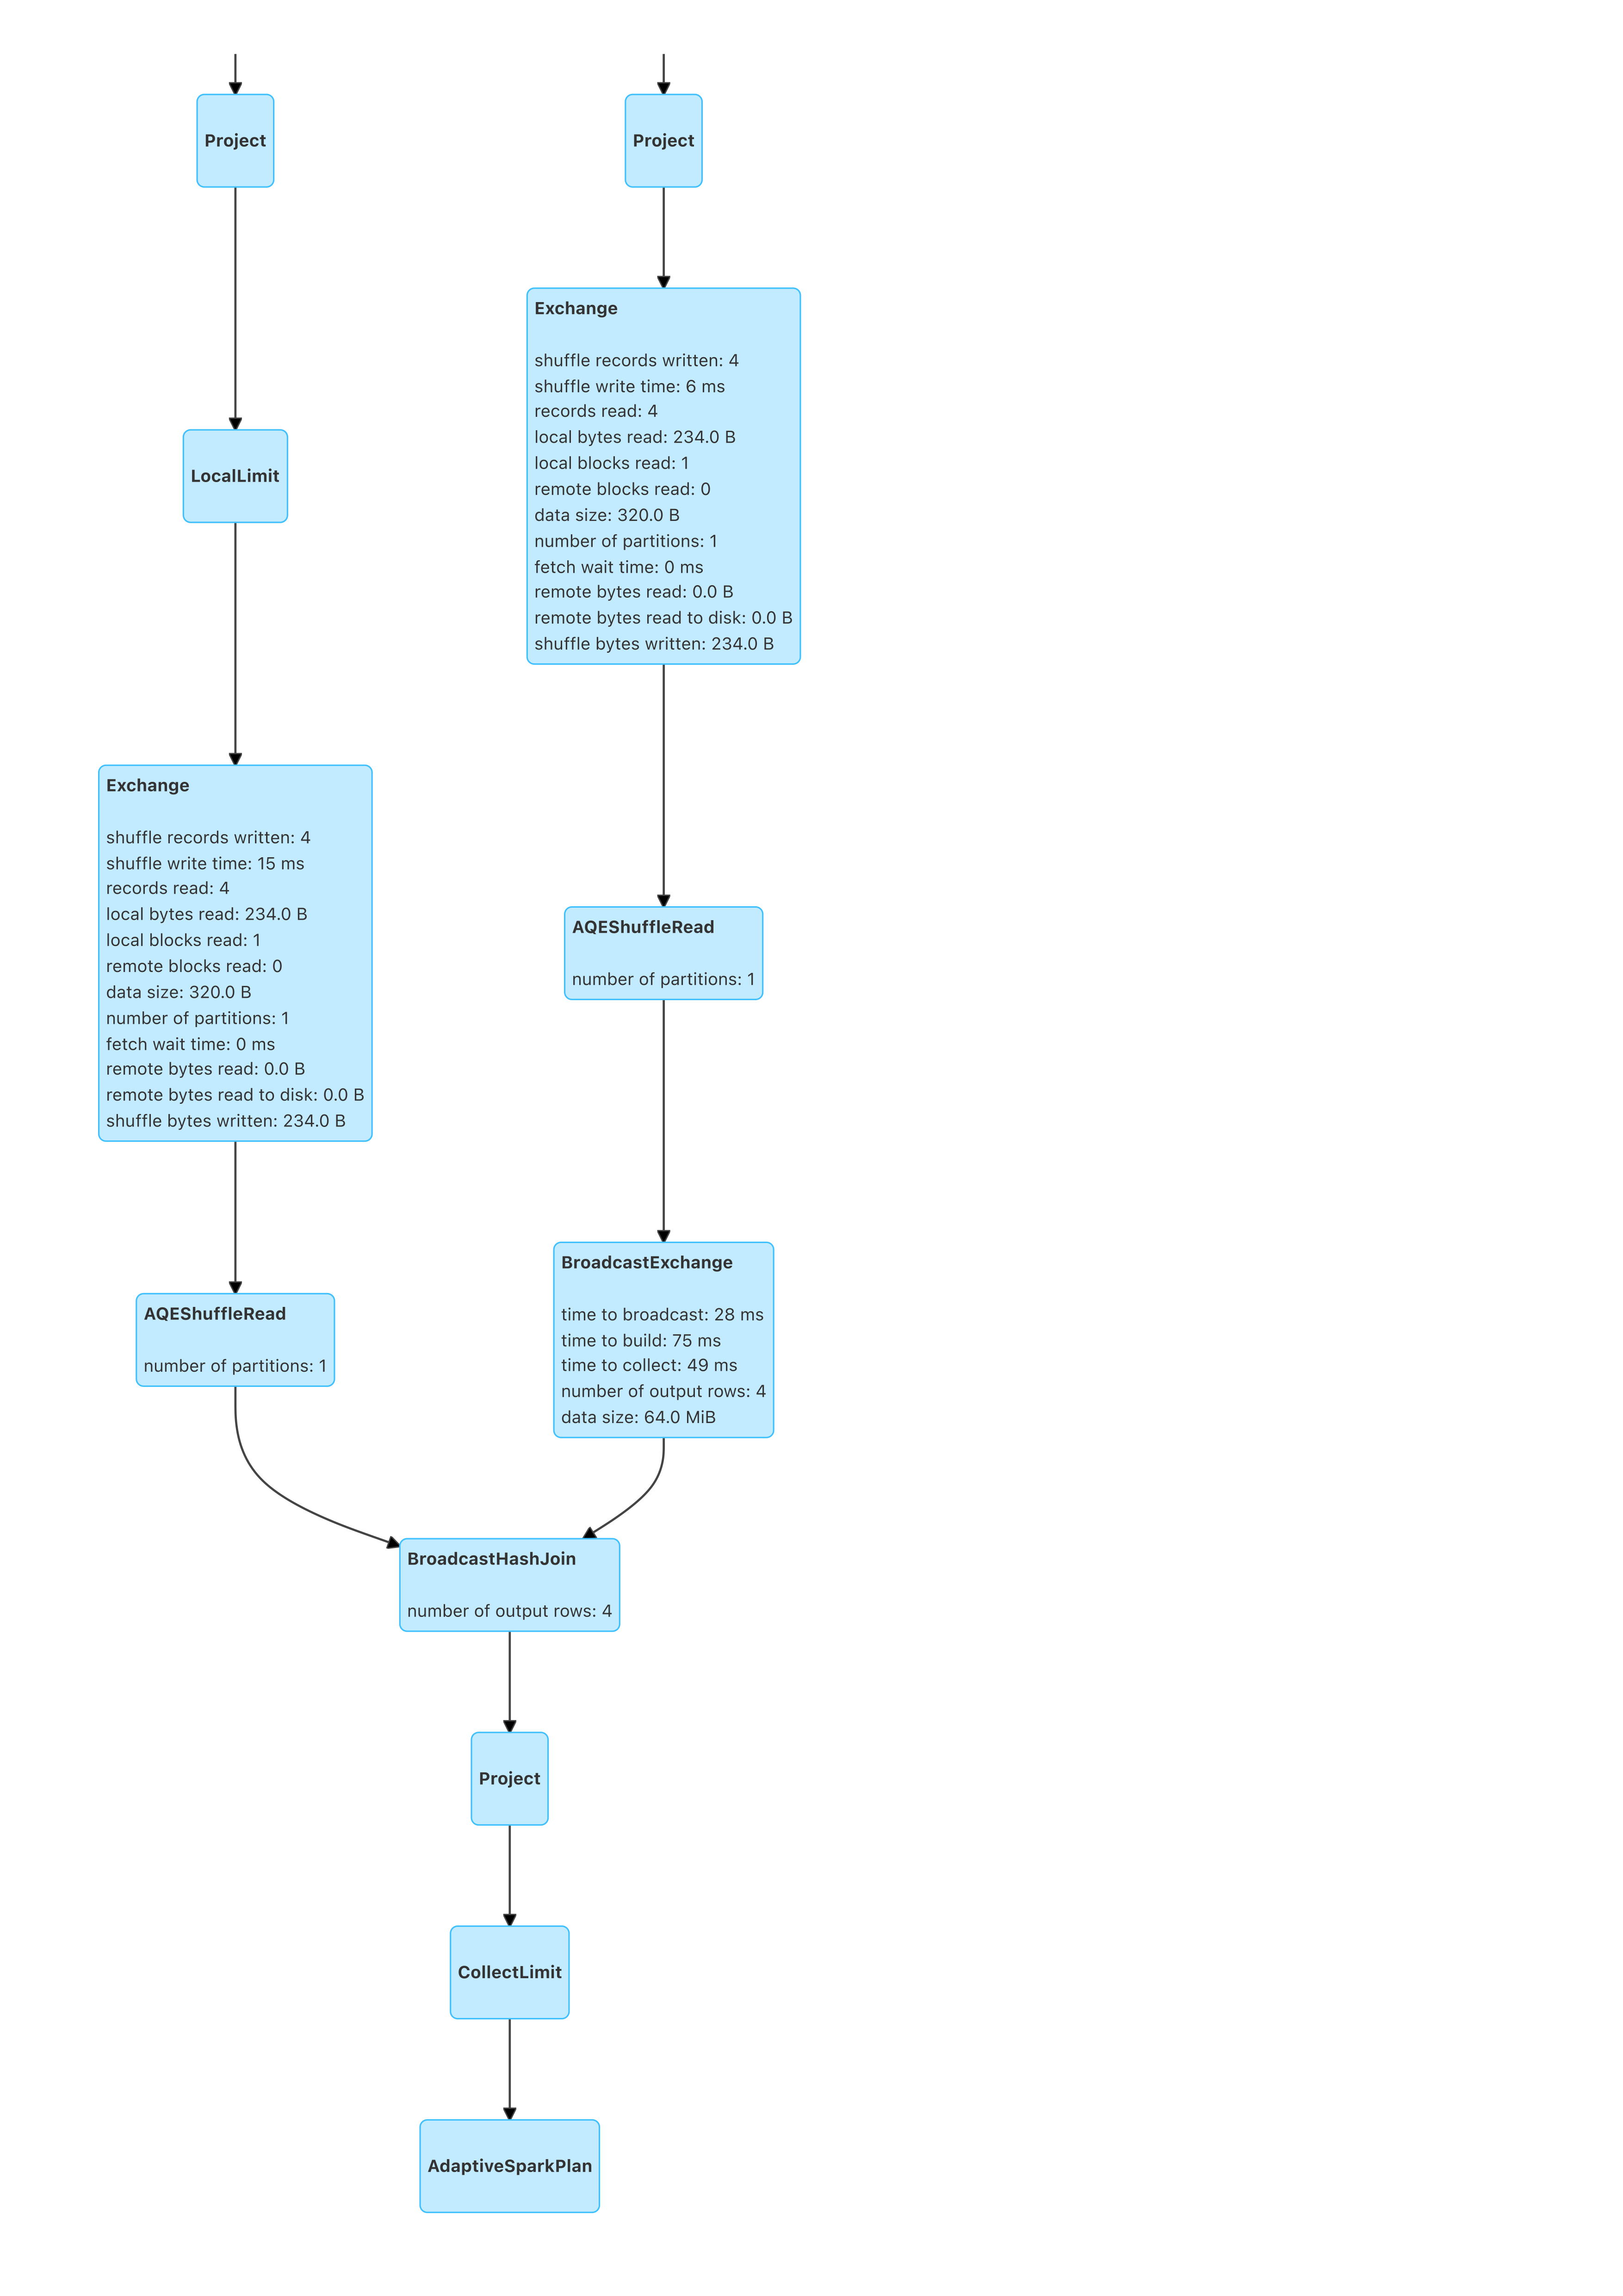 Project
Project
Exchange
shuffle records written: 4
shuffle write time: 6 ms
records read: 4
local bytes read: 234.0 B
local blocks read: 1
remote blocks read: 0
data size: 320.0 B
number of partitions: 1
fetch wait time: 0 ms
remote bytes read: 0.0 B
remote bytes read to disk: 0.0 B
shuffle bytes written: 234.0 B
LocalLimit
Exchange
shuffle records written: 4
shuffle write time: 15 ms
records read: 4
local bytes read: 234.0 B
local blocks read: 1
remote blocks read: 0
data size: 320.0 B
number of partitions: 1
fetch wait time: 0 ms
remote bytes read: 0.0 B
remote bytes read to disk: 0.0 B
shuffle bytes written: 234.0 B
AQEShuffleRead
number of partitions: 1
BroadcastExchange
time to broadcast: 28 ms
time to build: 75 ms
time to collect: 49 ms
number of output rows: 4
data size: 64.0 MiB
AQEShuffleRead
number of partitions: 1
BroadcastHashJoin
number of output rows: 4
Project
CollectLimit
AdaptiveSparkPlan